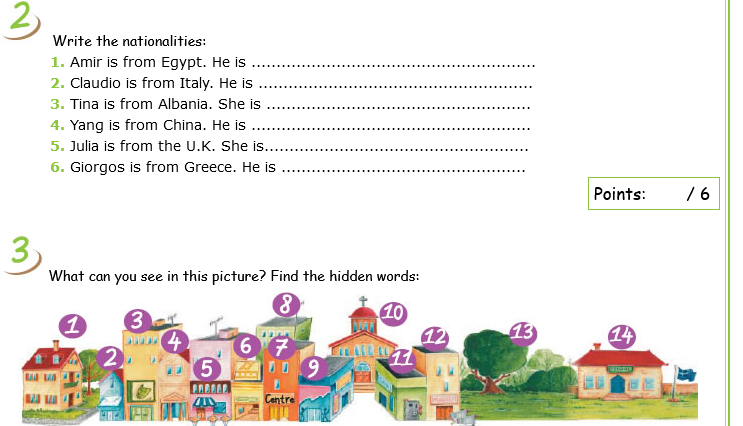 2
Write the nationalities:
1. Amir is from Egypt. He is ........................................................
2. Claudio is from Italy. He is .......................................................
3. Tina is from Albania. She is .....................................................
4. Yang is from China. He is ........................................................
5. Julia is from the U.K. She is.....................................................
6. Giorgos is from Greece. He is .................................................
Points: / 6
3
What can you see in this picture? Find the hidden words:
1 2 3 4 5 6 7 8 9 10 11 12 13 14
Centre